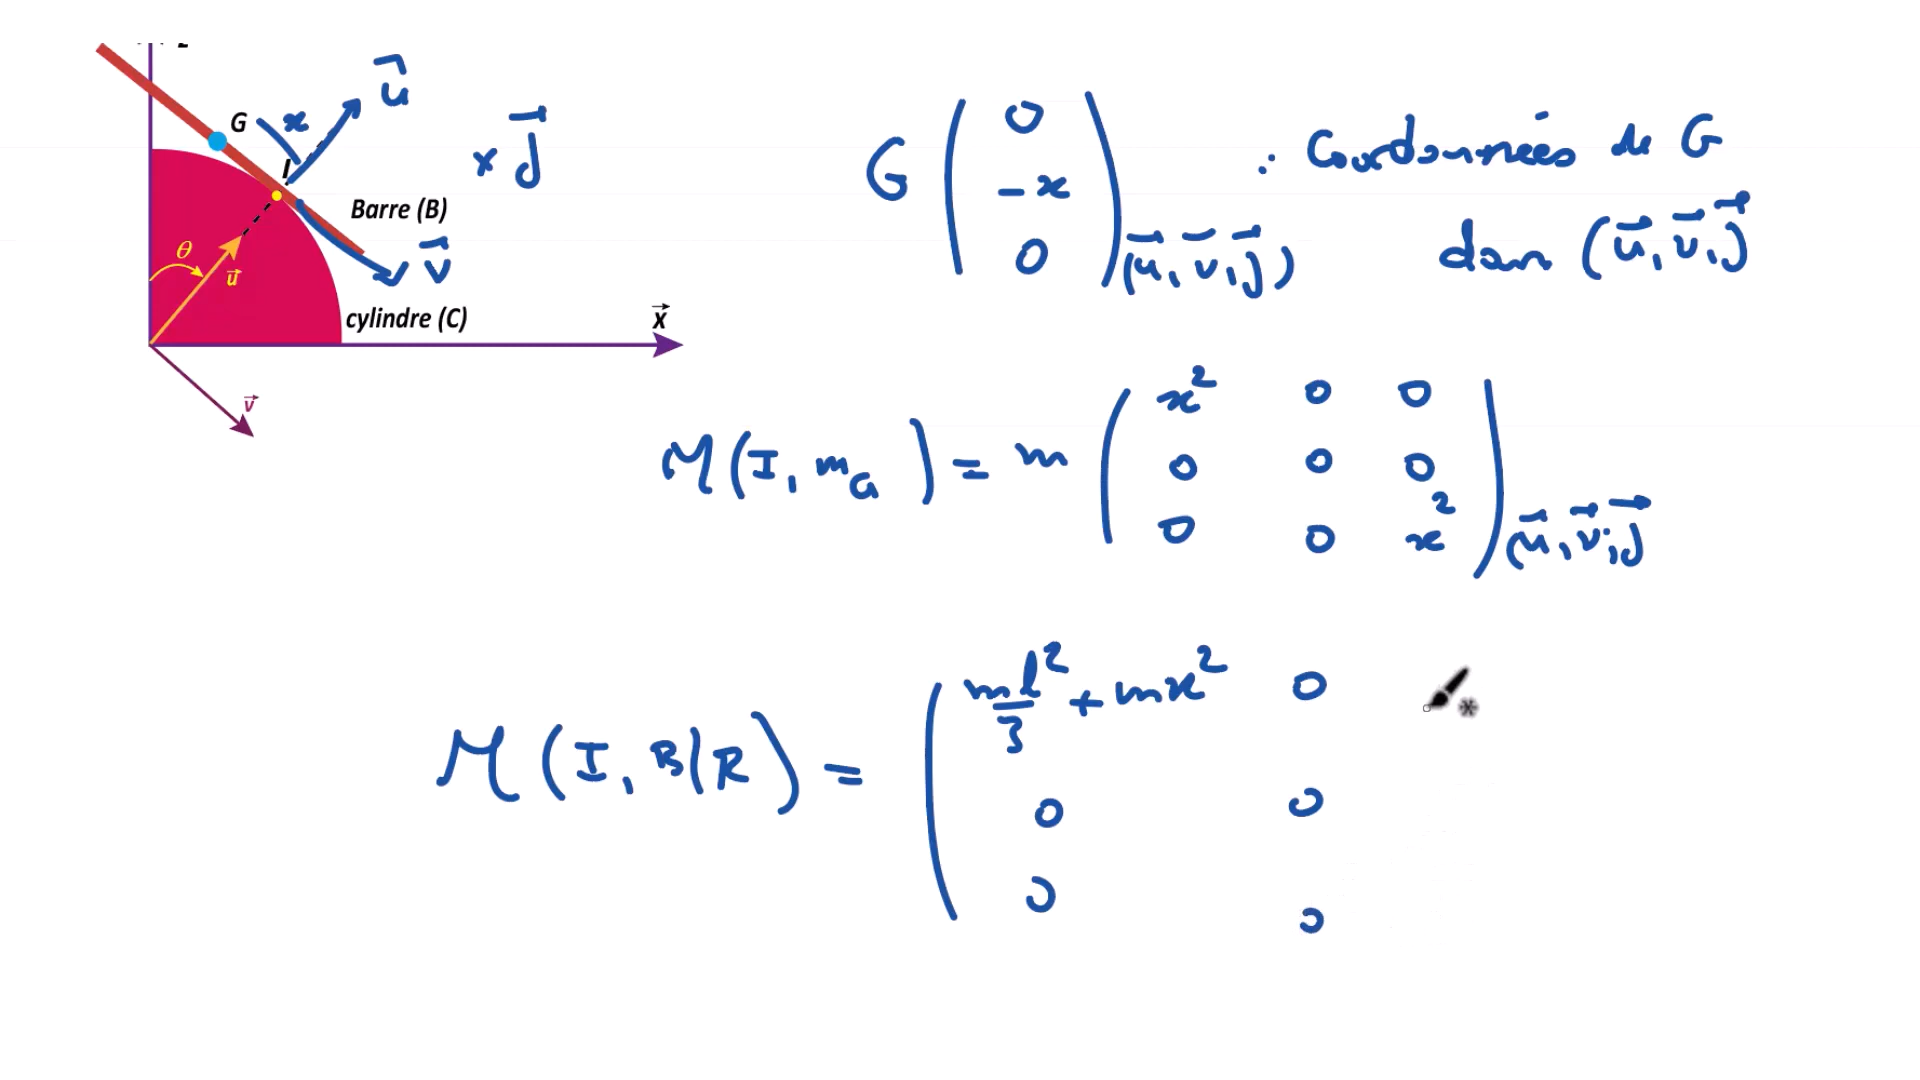 z
G x u⃗
I
x j⃗
Barre (B)
θ
u⃗
v⃗
cylindre (C)
x⃗
v⃗
G ( 0 -x 0 ) (u⃗, v⃗, j⃗) : Coordonnées de G
dans (u⃗, v⃗, j⃗)
M(I, m_G) = m
( x² 0 0
0 0 0
0 0 x² ) (u⃗, v⃗, j⃗)
M(I, B/R) =
( ml²/3 + mx² 0
0 0
0 0